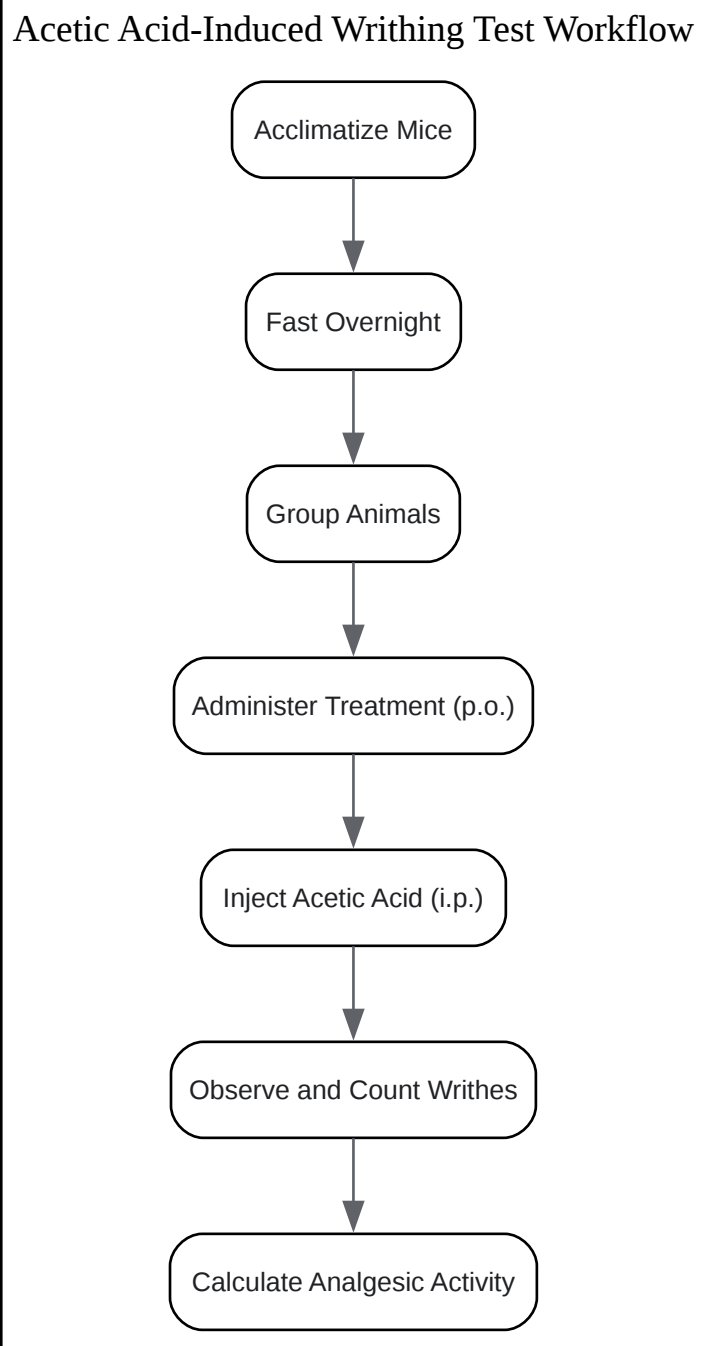 Acetic Acid-Induced Writhing Test Workflow
Acclimatize Mice
Fast Overnight
Group Animals
Administer Treatment (p.o.)
Inject Acetic Acid (i.p.)
Observe and Count Writhes
Calculate Analgesic Activity